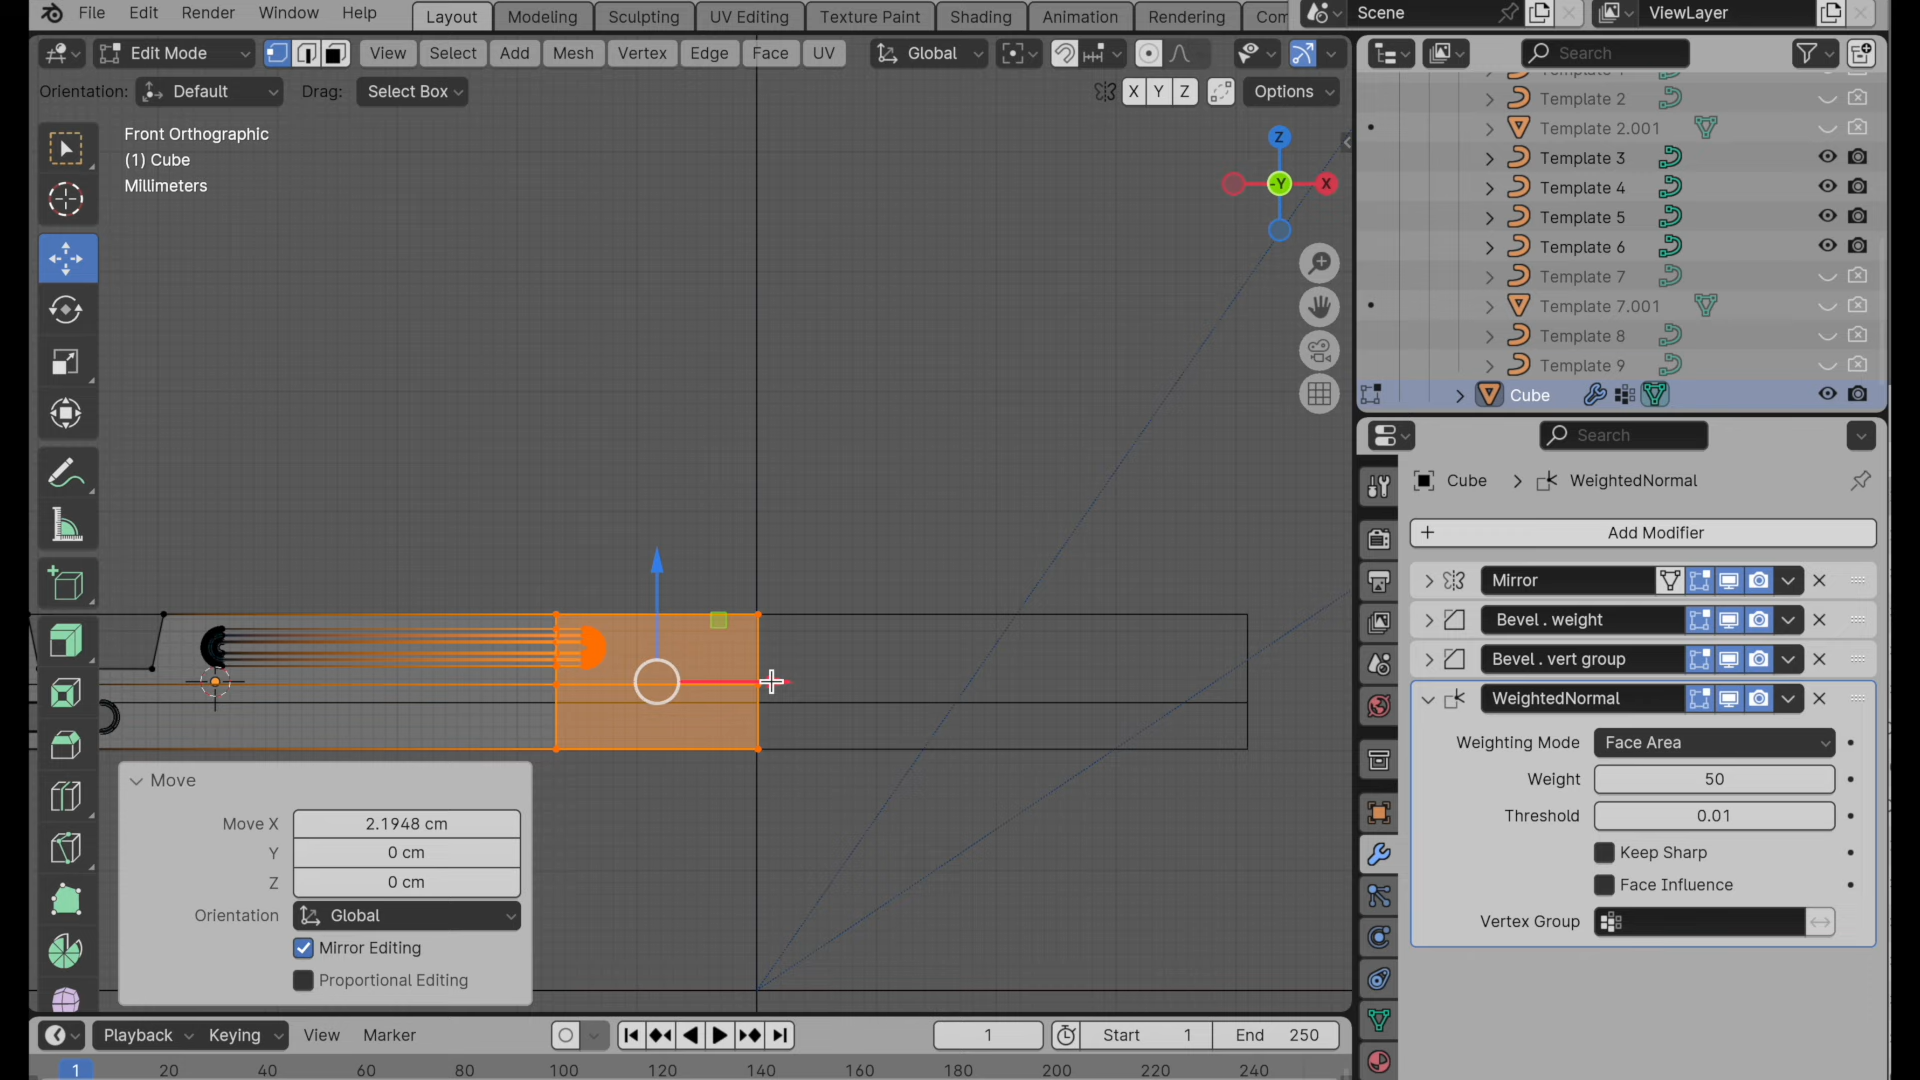 File Edit Render Window Help Layout Modeling Sculpting UV Editing Texture Paint Shading Animation Rendering Scene ViewLayer
Edit Mode View Select Add Mesh Vertex Edge Face UV Global Search
Orientation: Default Drag: Select Box X Y Z Options
Front Orthographic
(1) Cube
Millimeters
Z
-Y X
Template 2
Template 2.001
Template 3
Template 4
Template 5
Template 6
Template 7
Template 7.001
Template 8
Template 9
Cube
Search
Cube WeightedNormal
Add Modifier
Mirror
Bevel . weight
Bevel . vert group
WeightedNormal
Weighting Mode Face Area
Weight 50
Threshold 0.01
Keep Sharp
Face Influence
Vertex Group
Move
Move X 2.1948 cm
Y 0 cm
Z 0 cm
Orientation Global
Mirror Editing
Proportional Editing
Playback Keying View Marker 1 Start 1 End 250
1 20 40 60 80 100 120 140 160 180 200 220 240